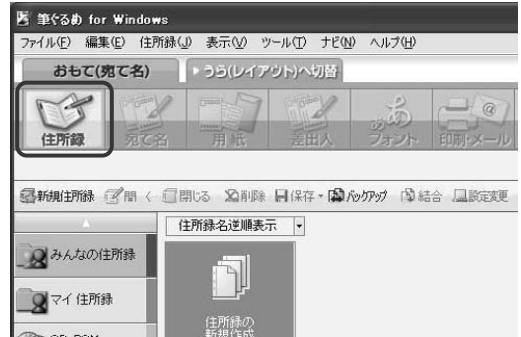 筆ぐるめ for Windows
ファイル(F) 編集(E) 住所録(J) 表示(V) ツール(T) ナビ(N) ヘルプ(H)
おもて(宛て名) うら(レイアウト)へ切替
住所録 宛て名 用紙 差出人 フォント 印刷・メール
新規住所録 開く 閉じる 削除 保存 バックアップ 結合 設定変更
住所録名逆順表示
みんなの住所録
マイ住所録
住所録の
新規作成
CD-ROM